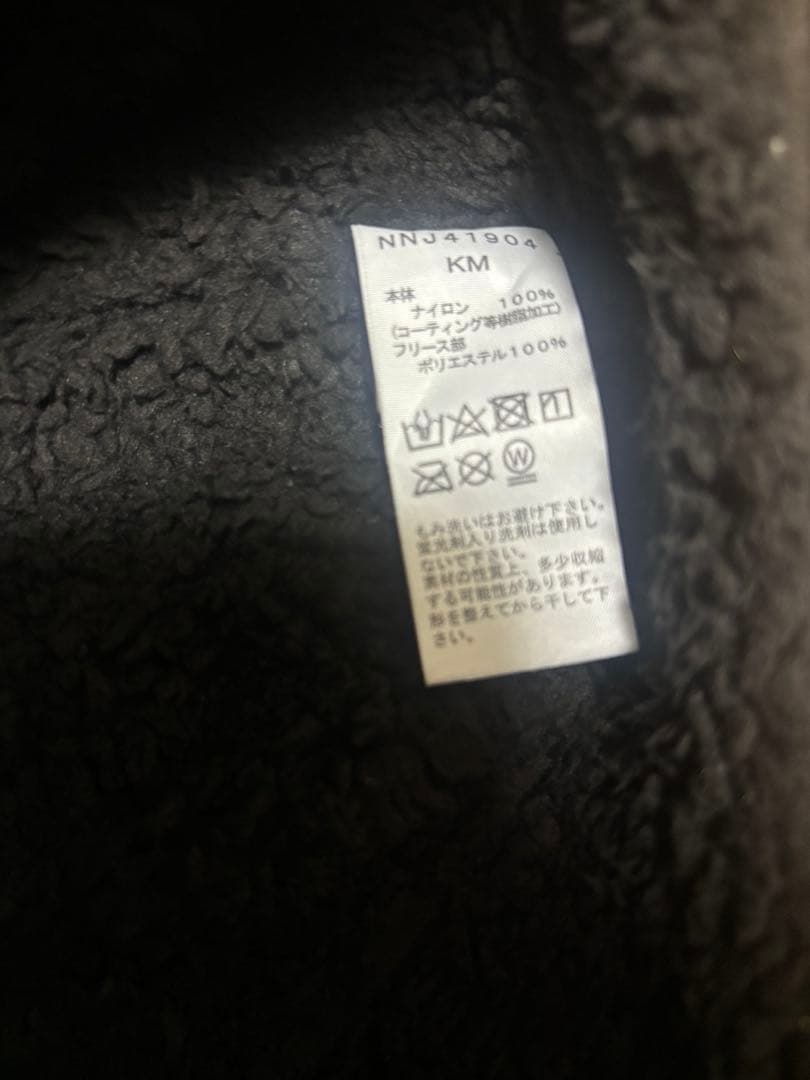 NNJ41904
KM
本体
ナイロン 100%
(コーティング等樹脂加工)
フリース部
ポリエステル100%
W
もみ洗いはお避け下さい。
蛍光剤入り洗剤は使用し
ないで下さい。
素材の性質上、多少収縮
する可能性があります。
形を整えてから干して下
さい。